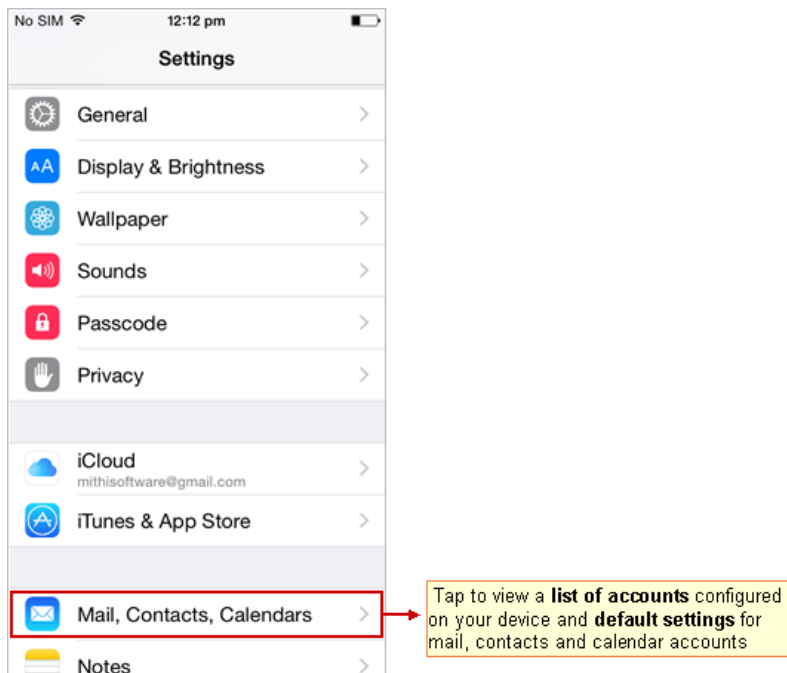 No SIM 12:12 pm
Settings
General
AA Display & Brightness
Wallpaper
Sounds
Passcode
Privacy
iCloud
mithisoftware@gmail.com
iTunes & App Store
Mail, Contacts, Calendars
Tap to view a list of accounts configured
on your device and default settings for
mail, contacts and calendar accounts
Notes